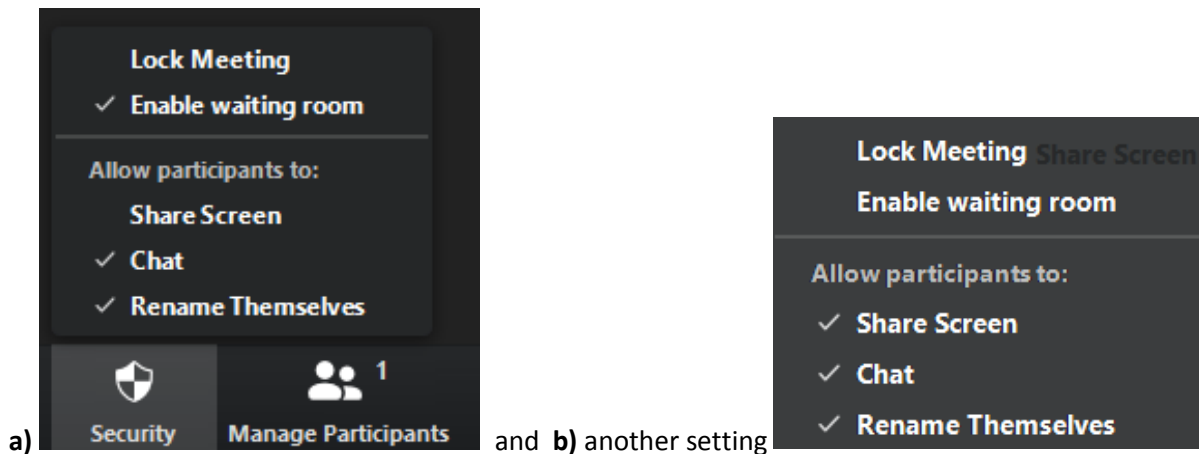 Lock Meeting
✓ Enable waiting room
Allow participants to:
Share Screen
✓ Chat
✓ Rename Themselves
1
Security Manage Participants
a) and b) another setting
Lock Meeting Share Screen
Enable waiting room
Allow participants to:
✓ Share Screen
✓ Chat
✓ Rename Themselves